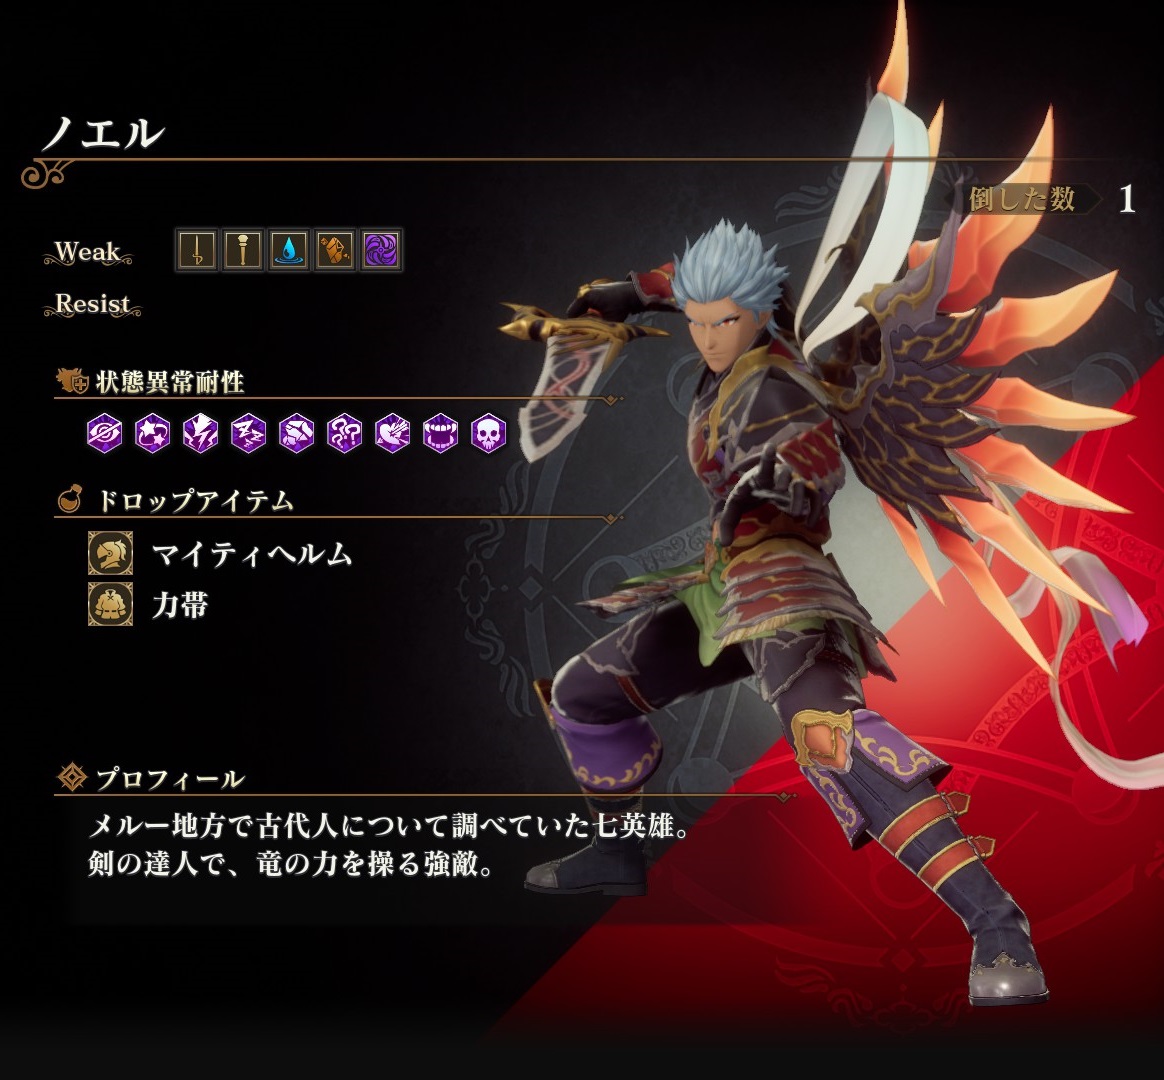 ノエル
倒した数 1
Weak
Resist
状態異常耐性
ドロップアイテム
マイティヘルム
力帯
プロフィール
メルー地方で古代人について調べていた七英雄。
剣の達人で、竜の力を操る強敵。